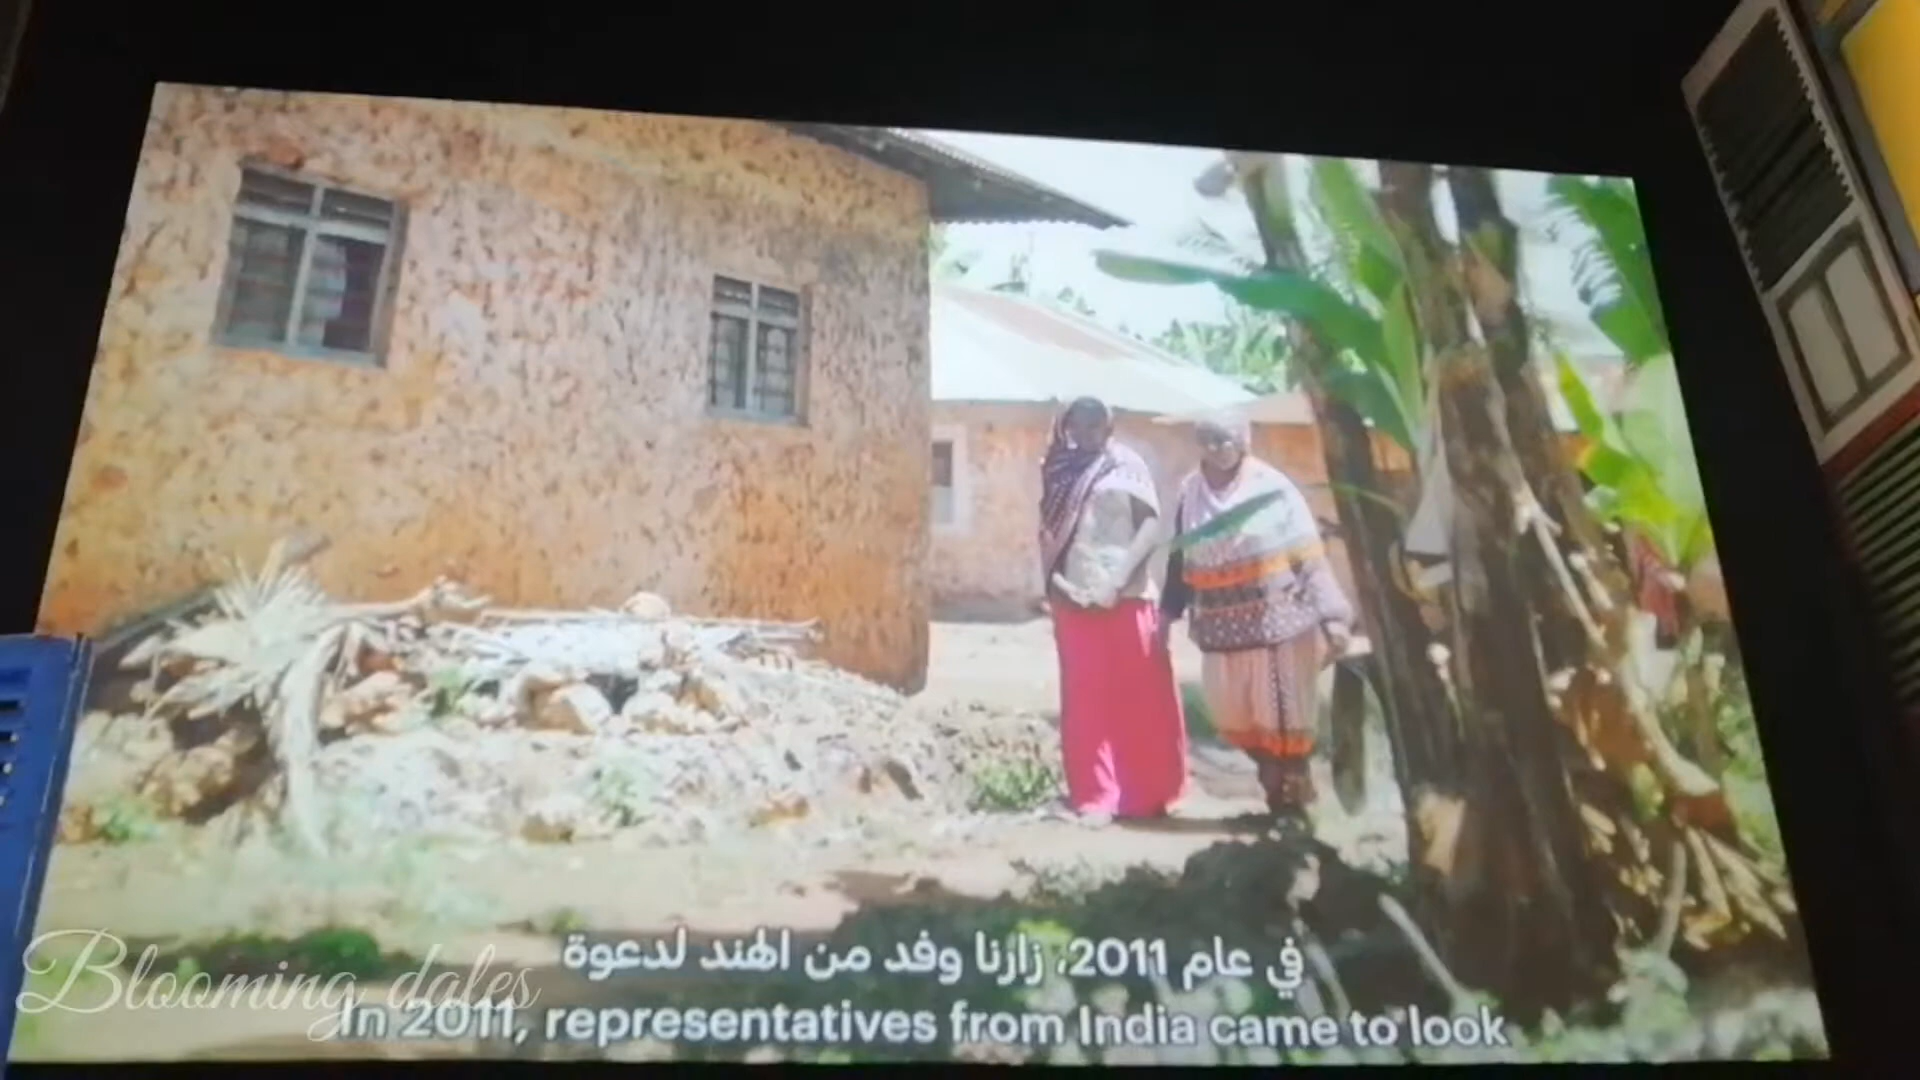 في عام 2011، زارنا وفد من الهند لدعوة
In 2011, representatives from India came to look
Blooming dales